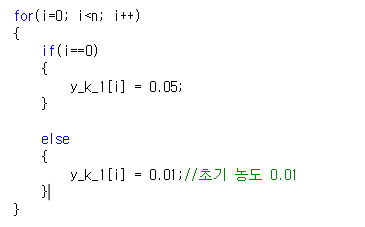 for(i=0; i<n; i++)
{
if(i==0)
{
y_k_1[i] = 0.05;
}
else
{
y_k_1[i] = 0.01;//초기 농도 0.01
}
}